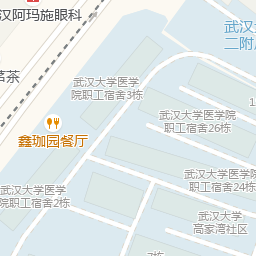 汉阿玛施眼科
武汉
二附
茗茶
武汉大学医学
院职工宿舍3栋
武汉大学医学院
职工宿舍26栋
鑫珈园餐厅
武汉大学医学
院职工宿舍2栋
武汉大学医学院
职工宿舍24栋
武汉大学
高家湾社区
7栋